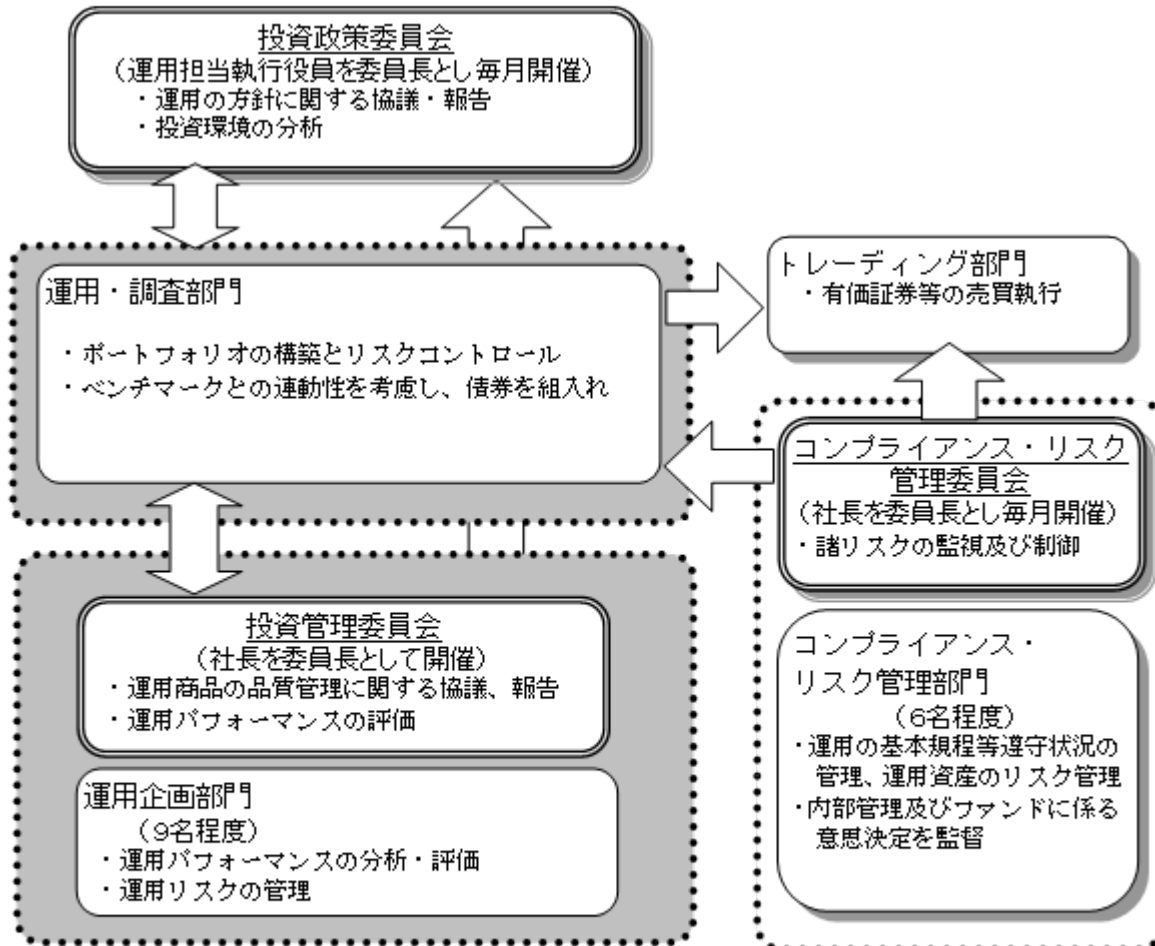 投資政策委員会
（運用担当執行役員を委員長とし毎月開催）
・運用の方針に関する協議・報告
・投資環境の分析
運用・調査部門
・ポートフォリオの構築とリスクコントロール
・ベンチマークとの連動性を考慮し、債券を組入れ
トレーディング部門
・有価証券等の売買執行
コンプライアンス・リスク
管理委員会
（社長を委員長とし毎月開催）
・諸リスクの監視及び制御
投資管理委員会
（社長を委員長として開催）
・運用商品の品質管理に関する協議、報告
・運用パフォーマンスの評価
運用企画部門
（9名程度）
・運用パフォーマンスの分析・評価
・運用リスクの管理
コンプライアンス・
リスク管理部門
（6名程度）
・運用の基本規程等遵守状況の
管理、運用資産のリスク管理
・内部管理及びファンドに係る
意思決定を監督